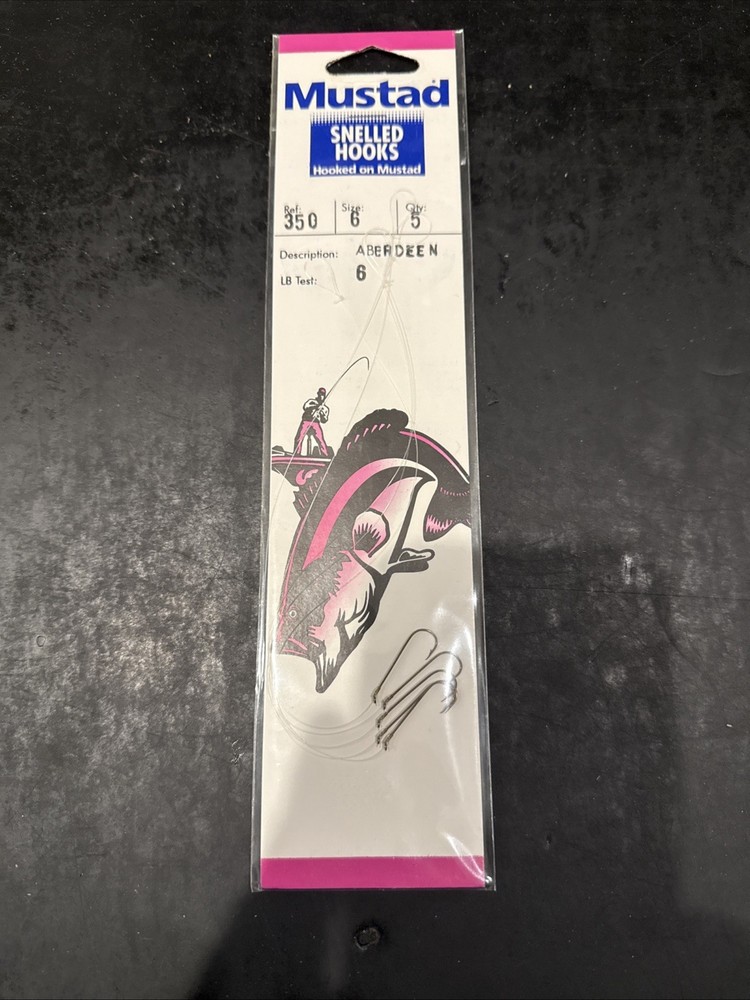 Mustad
SNELLED
HOOKS
Hooked on Mustad
Ref: Size: Qty:
350 6 5
Description: ABERDEEN
LB Test: 6